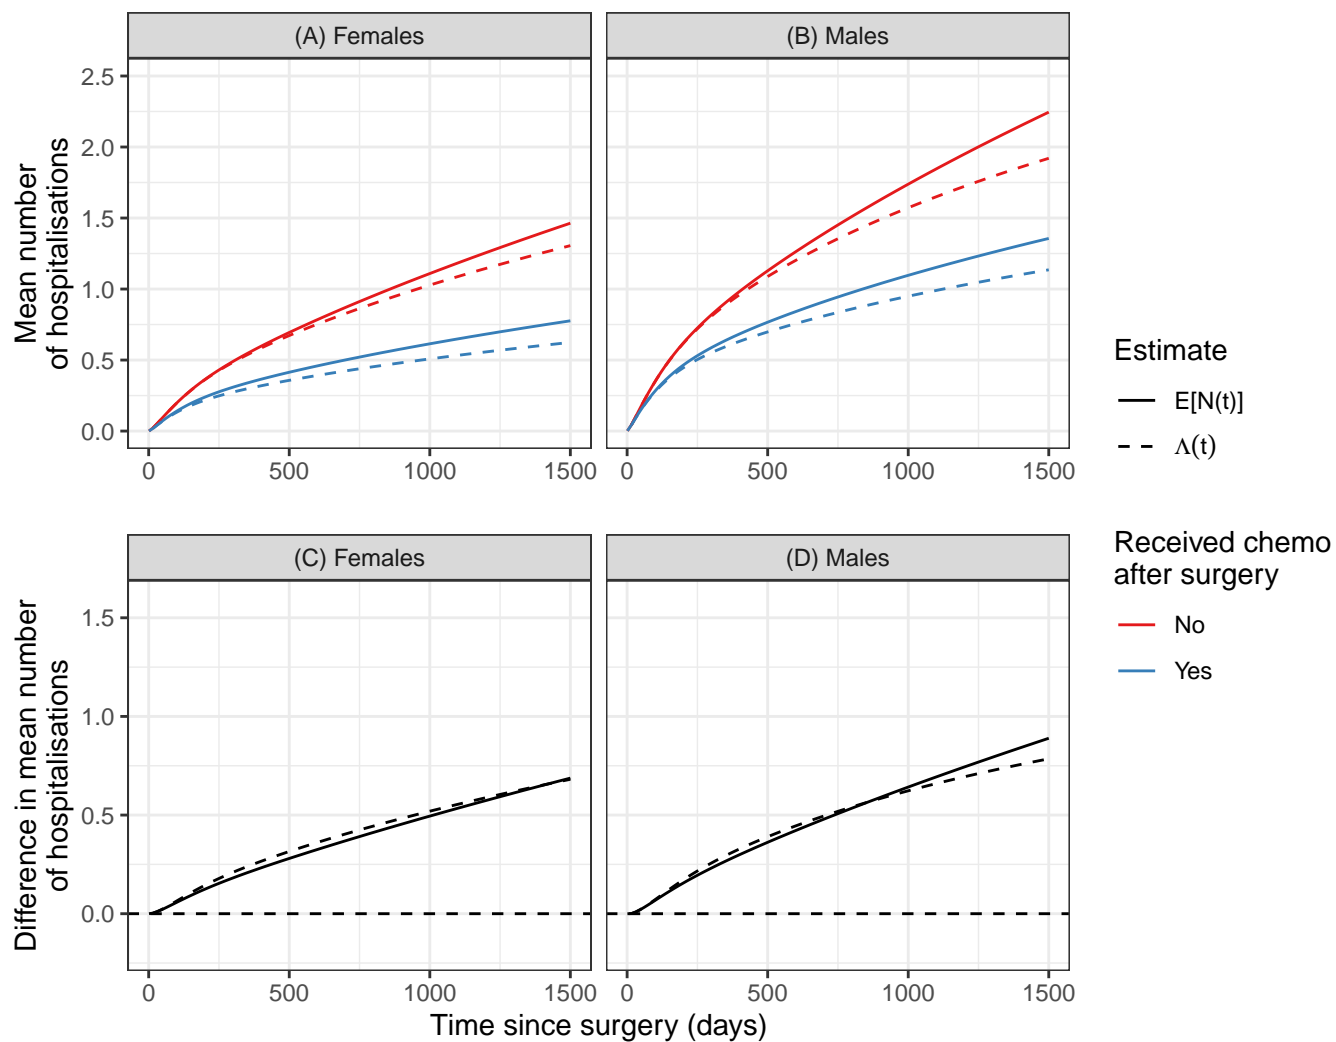 (A) Females
(B) Males
2.5
2.0
1.5
1.0
0.5
0.0
Mean number
of hospitalisations
0
500
1000
1500
0
500
1000
1500
(C) Females
(D) Males
1.5
1.0
0.5
0.0
Difference in mean number
of hospitalisations
0
500
1000
1500
0
500
1000
1500
Time since surgery (days)
Estimate
E[N(t)]
Λ(t)
Received chemo
after surgery
No
Yes